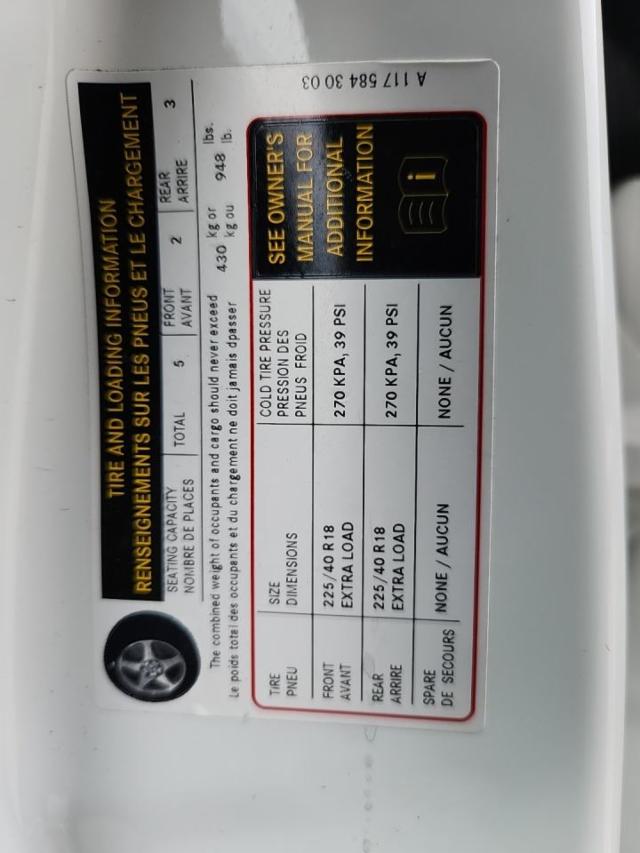 TIRE AND LOADING INFORMATION
RENSEIGNEMENTS SUR LES PNEUS ET LE CHARGEMENT
SEATING CAPACITY TOTAL 5 FRONT 2 REAR 3
NOMBRE DE PLACES AVANT ARRIRE
The combined weight of occupants and cargo should never exceed 430 kg or 948 lbs.
Le poids total des occupants et du chargement ne doit jamais dpasser kg ou lb.
TIRE SIZE COLD TIRE PRESSURE
PNEU DIMENSIONS PRESSION DES
PNEUS FROID
FRONT 225/40 R18 270 KPA, 39 PSI
AVANT EXTRA LOAD
REAR 225/40 R18 270 KPA, 39 PSI
ARRIRE EXTRA LOAD
SPARE NONE / AUCUN NONE / AUCUN
DE SECOURS
SEE OWNER'S
MANUAL FOR
ADDITIONAL
INFORMATION
i
A 117 584 30 03